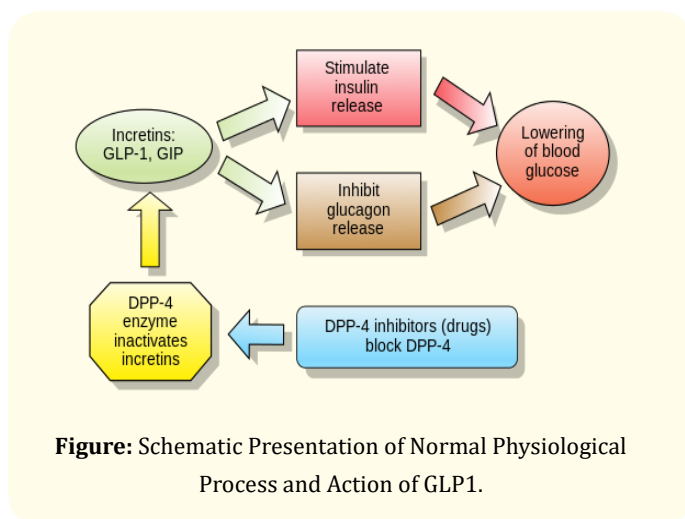 Stimulate
insulin
release
Incretins:
GLP-1, GIP
Lowering
of blood
glucose
Inhibit
glucagon
release
DPP-4
enzyme
inactivates
incretins
DPP-4 inhibitors (drugs)
block DPP-4
Figure: Schematic Presentation of Normal Physiological
Process and Action of GLP1.